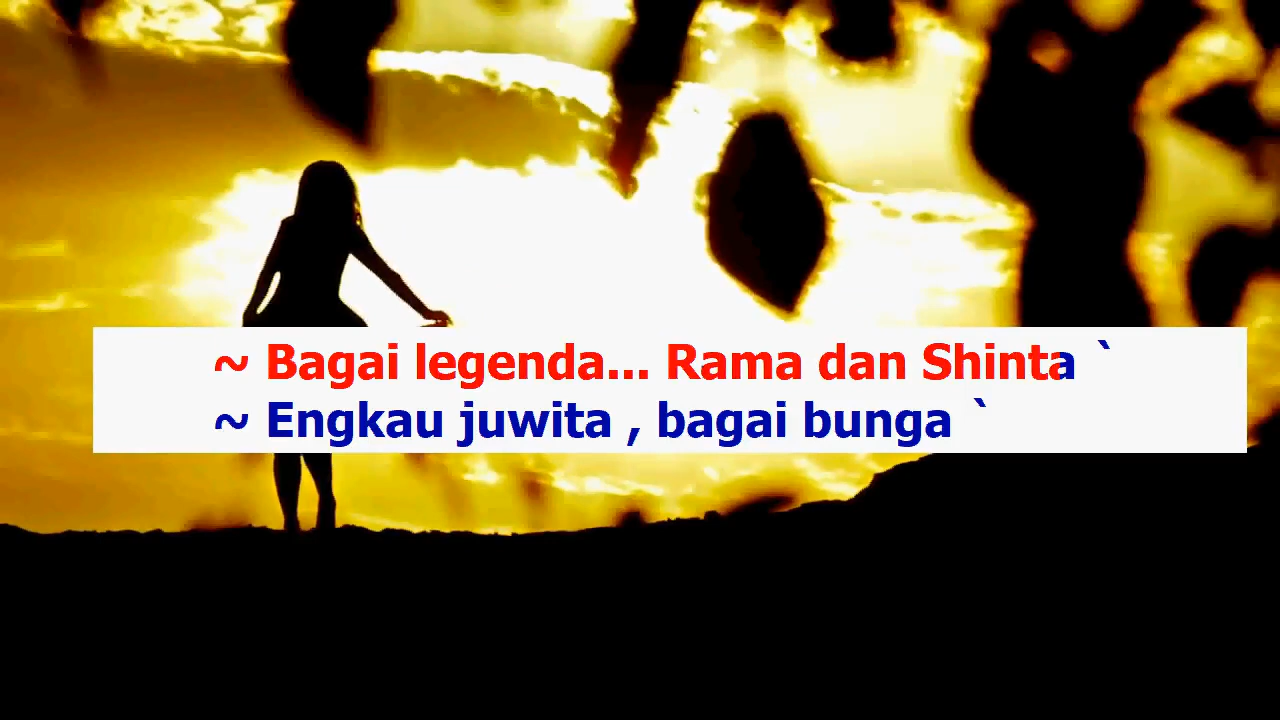 ~ Bagai legenda... Rama dan Shinta `
~ Engkau juwita , bagai bunga `